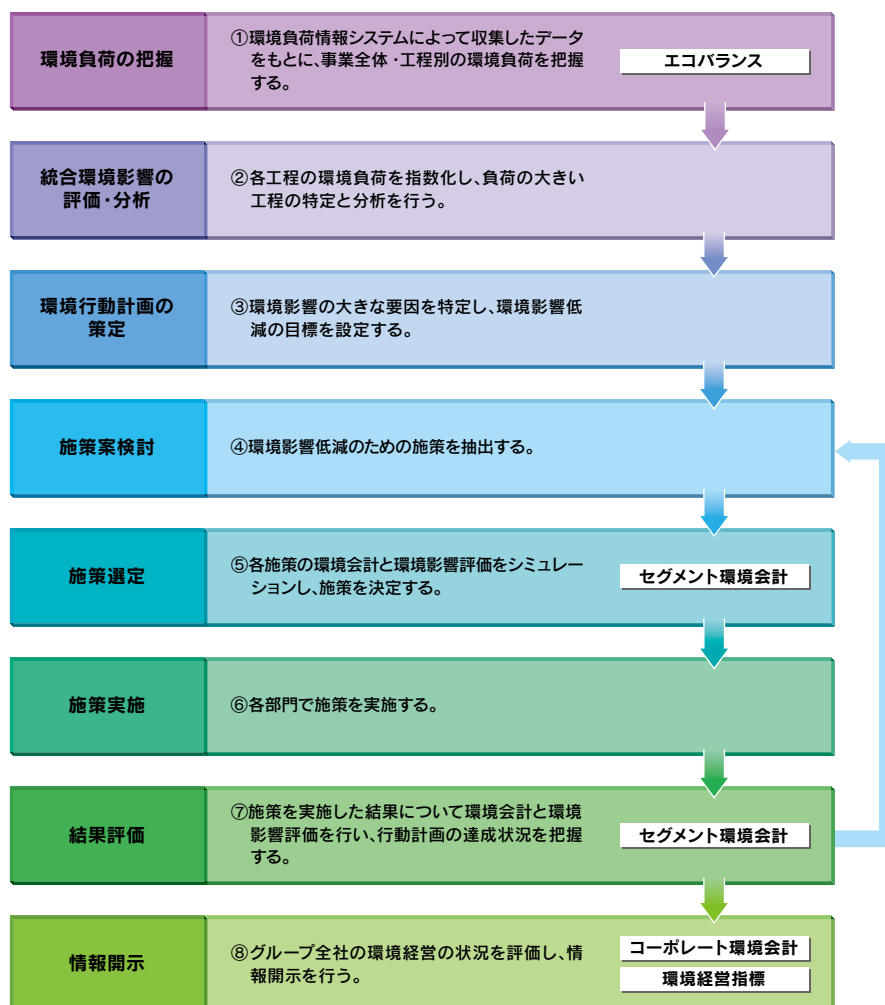 環境負荷の把握
①環境負荷情報システムによって収集したデータ
をもとに、事業全体・工程別の環境負荷を把握
する。
エコバランス
統合環境影響の
評価・分析
②各工程の環境負荷を指数化し、負荷の大きい
工程の特定と分析を行う。
環境行動計画の
策定
③環境影響の大きな要因を特定し、環境影響低
減の目標を設定する。
施策案検討
④環境影響低減のための施策を抽出する。
施策選定
⑤各施策の環境会計と環境影響評価をシミュレー
ションし、施策を決定する。
セグメント環境会計
施策実施
⑥各部門で施策を実施する。
結果評価
⑦施策を実施した結果について環境会計と環境
影響評価を行い、行動計画の達成状況を把握
する。
セグメント環境会計
情報開示
⑧グループ全社の環境経営の状況を評価し、情
報開示を行う。
コーポレート環境会計
環境経営指標